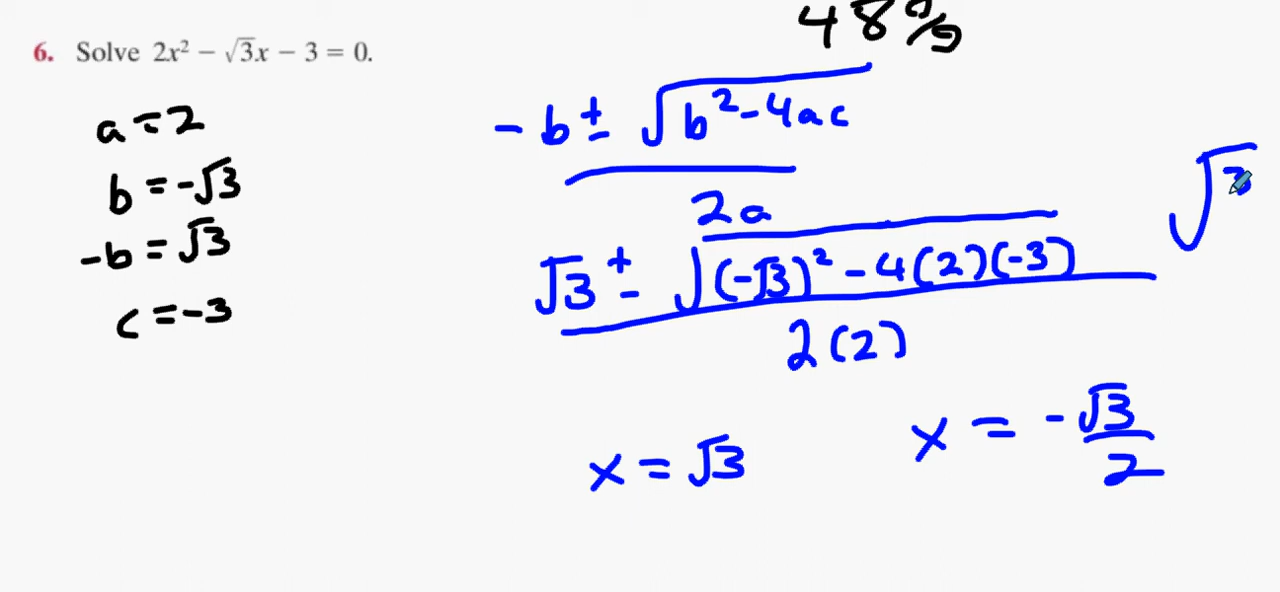 48%
6. Solve 2x² − √3x − 3 = 0.
a = 2
b = -√3
-b = √3
c = -3
-b ± √b²-4ac
2a
√3 ± √(-√3)² - 4(2)(-3)
2(2)
√3
x = √3
x = -√3
2